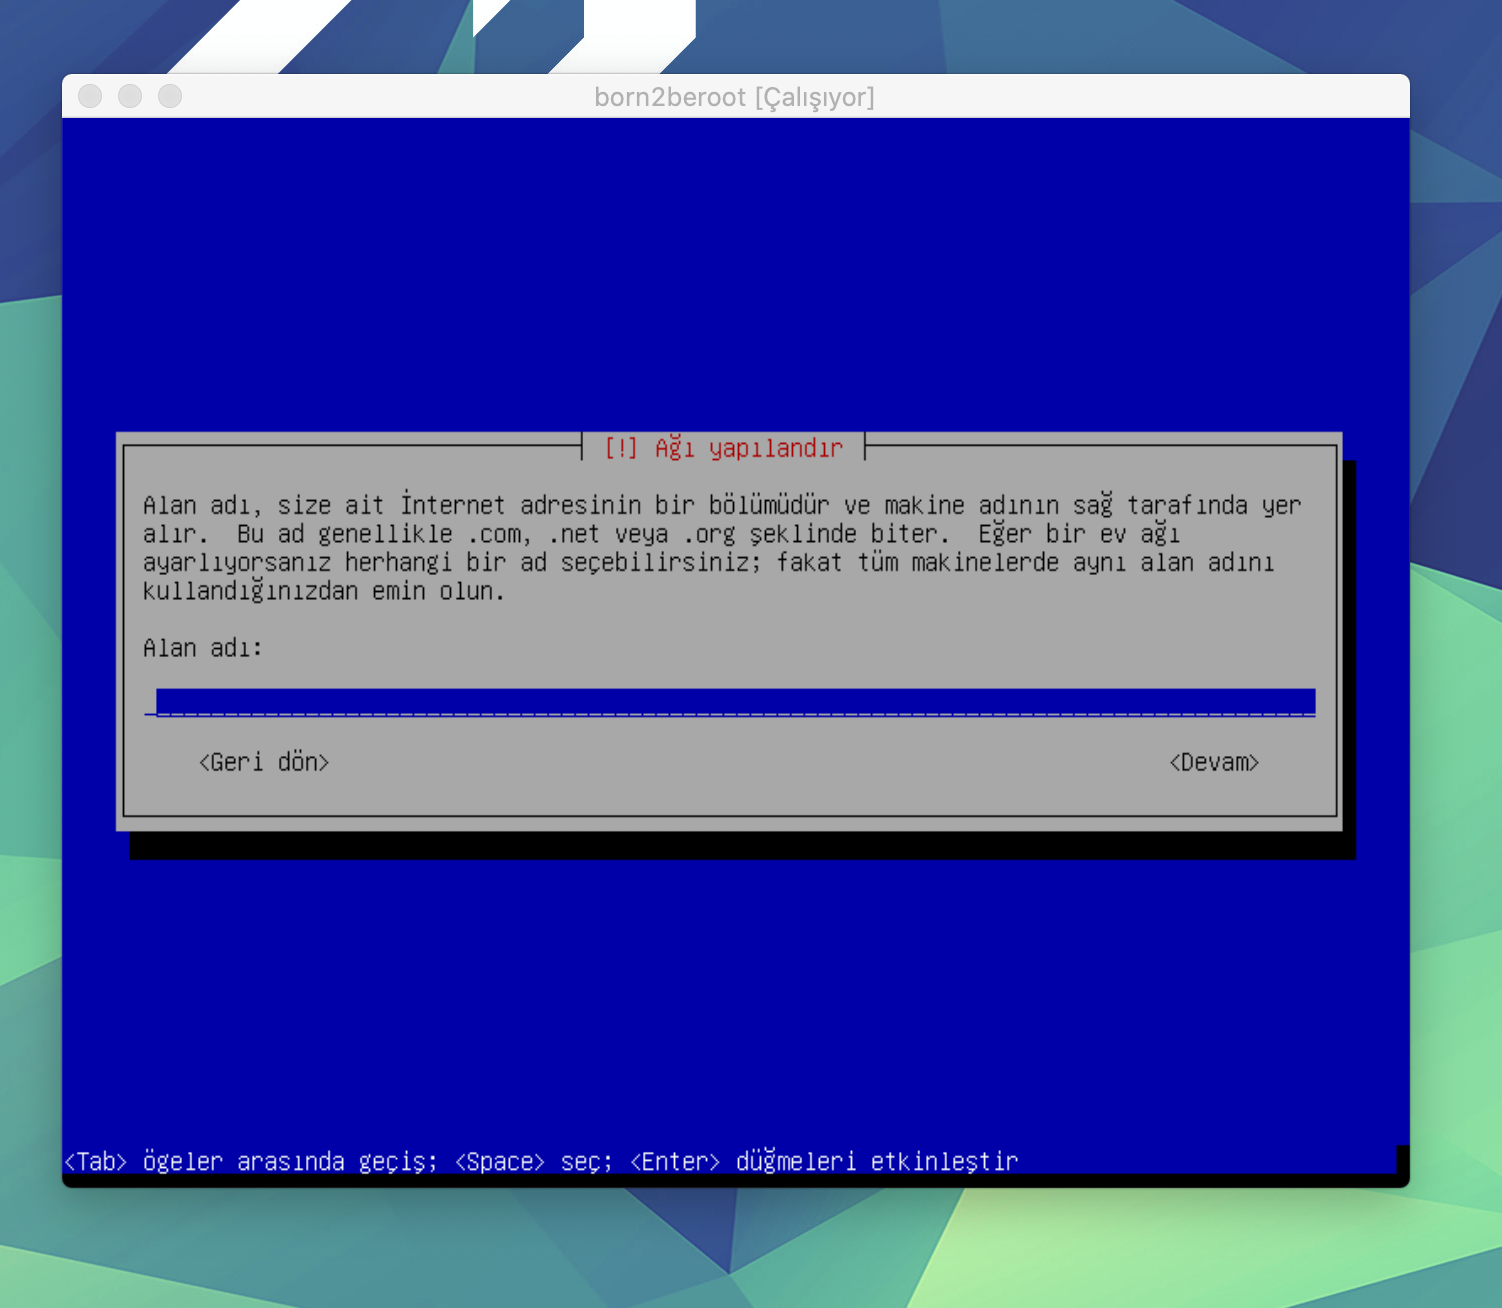 born2beroot [Çalışıyor]
[!] Ağı yapılandır
Alan adı, size ait İnternet adresinin bir bölümüdür ve makine adının sağ tarafında yer
alır.  Bu ad genellikle .com, .net veya .org şeklinde biter.  Eğer bir ev ağı
ayarlıyorsanız herhangi bir ad seçebilirsiniz; fakat tüm makinelerde aynı alan adını
kullandığınızdan emin olun.
Alan adı:
<Geri dön> <Devam>
<Tab> ögeler arasında geçiş; <Space> seç; <Enter> düğmeleri etkinleştir